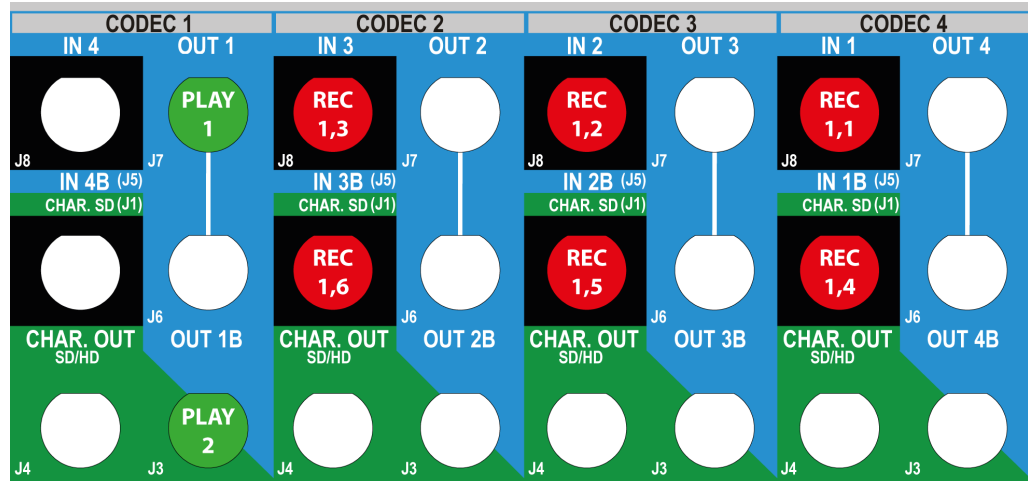 CODEC 1 CODEC 2 CODEC 3 CODEC 4
IN 4 OUT 1 IN 3 OUT 2 IN 2 OUT 3 IN 1 OUT 4
PLAY REC REC REC
1 1,3 1,2 1,1
J8 J7 J8 J7 J8 J7 J8 J7
IN 4B (J5) IN 3B (J5) IN 2B (J5) IN 1B (J5)
CHAR. SD (J1) CHAR. SD (J1) CHAR. SD (J1) CHAR. SD (J1)
REC REC REC
1,6 1,5 1,4
J6 J6 J6 J6
CHAR. OUT OUT 1B CHAR. OUT OUT 2B CHAR. OUT OUT 3B CHAR. OUT OUT 4B
SD/HD SD/HD SD/HD SD/HD
PLAY
2
J4 J3 J4 J3 J4 J3 J4 J3